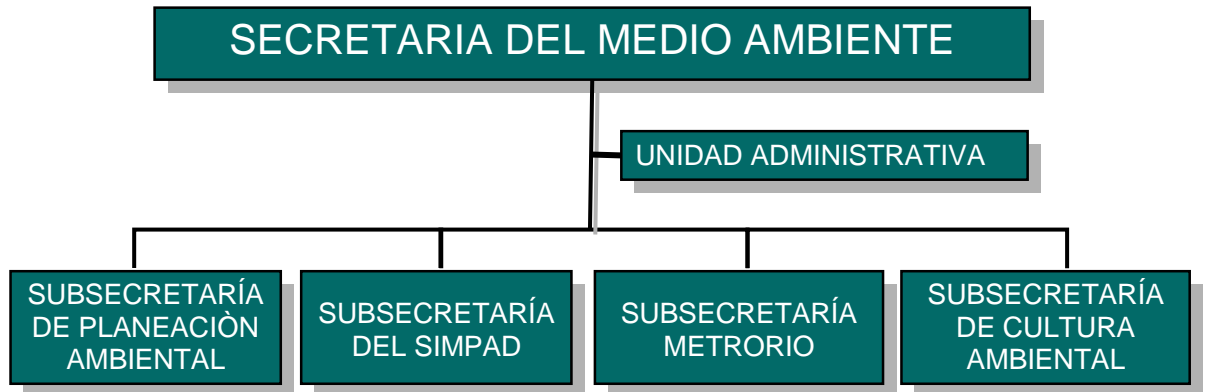 SECRETARIA DEL MEDIO AMBIENTE
UNIDAD ADMINISTRATIVA
SUBSECRETARÍA
DE PLANEACIÒN
AMBIENTAL
SUBSECRETARÍA
DEL SIMPAD
SUBSECRETARÍA
METRORIO
SUBSECRETARÍA
DE CULTURA
AMBIENTAL